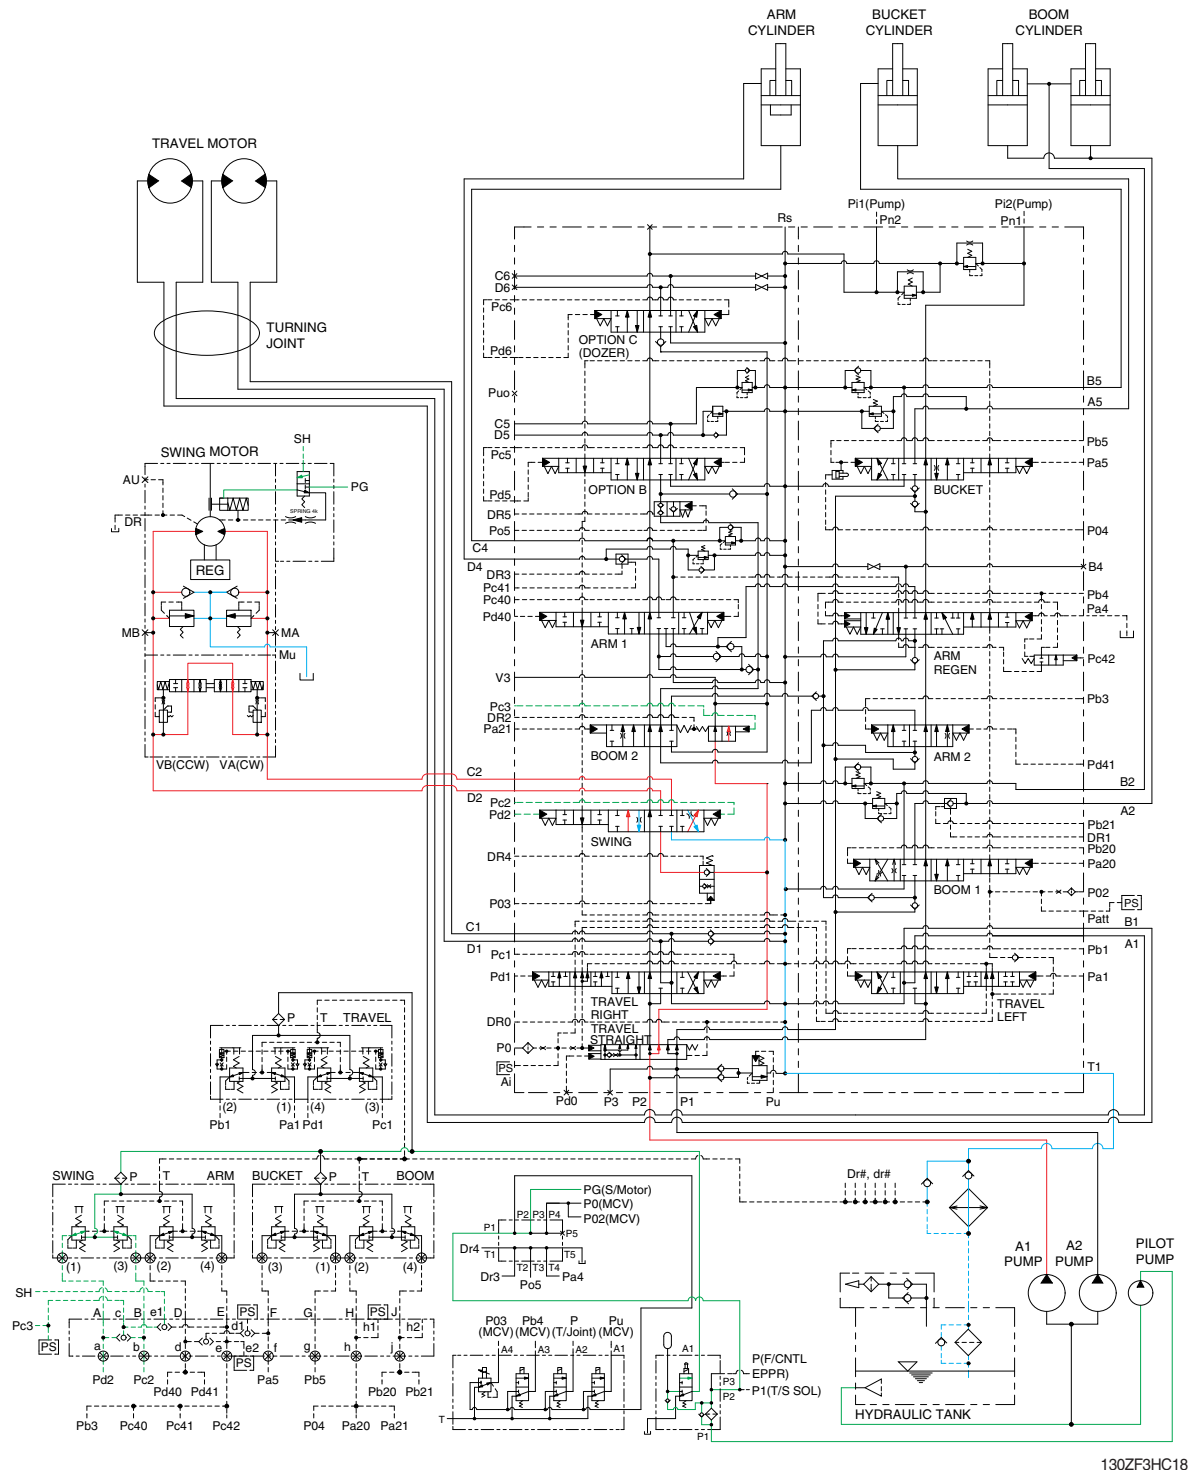 ARM
CYLINDER
BUCKET
CYLINDER
BOOM
CYLINDER
TRAVEL MOTOR
TURNING
JOINT
Pi1(Pump)
Pn2
Pi2(Pump)
Pn1
Rs
C6
D6
Pc6
Pd6
OPTION C
(DOZER)
Puo
C5
D5
Pc5
Pd5
OPTION B
DR5
Po5
C4
D4
DR3
Pc41
Pc40
Pd40
ARM 1
V3
Pc3
DR2
Pa21
BOOM 2
C2
D2
Pc2
Pd2
SWING
DR4
P03
C1
D1
Pc1
Pd1
TRAVEL
RIGHT
DR0
TRAVEL
STRAIGHT
P0
PS
Ai
Pd0
P3
P2
P1
Pu
B5
A5
Pb5
Pa5
BUCKET
P04
B4
Pb4
Pa4
ARM
REGEN
Pc42
Pb3
ARM 2
Pd41
B2
A2
Pb21
DR1
Pb20
Pa20
BOOM 1
P02
PS
Patt
B1
A1
Pb1
Pa1
TRAVEL
LEFT
T1
SWING MOTOR
SH
AU
PG
SPRING 4k
DR
REG
MB
MA
Mu
VB(CCW)
VA(CW)
P
T
TRAVEL
(2)
(1)
(4)
(3)
Pb1
Pa1
Pd1
Pc1
SWING
P
T
ARM
BUCKET
P
T
BOOM
(1)
(3)
(2)
(4)
(3)
(1)
(2)
(4)
SH
Pc3
PS
A
c
B
e1
D
E
PS
d1
F
G
H
PS
J
h1
h2
a
b
d
e
e2
PS
f
g
h
j
Pd2
Pc2
Pd40
Pd41
Pa5
Pb5
Pb20
Pb21
Pb3
Pc40
Pc41
Pc42
P04
Pa20
Pa21
PG(S/Motor)
P0(MCV)
P02(MCV)
P1
P2
P3
P4
P5
Dr4
T1
T5
T2
T3
T4
Dr3
Po5
Pa4
P03
(MCV)
Pb4
(MCV)
P
(T/Joint)
Pu
(MCV)
A4
A3
A2
A1
T
A1
P3
P2
P1
P(F/CNTL
EPPR)
P1(T/S SOL)
Dr#, dr#
A1
PUMP
A2
PUMP
PILOT
PUMP
HYDRAULIC TANK
130ZF3HC18